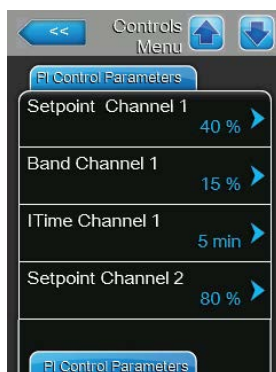 <<
Controls
Menu
PI Control Parameters
Setpoint Channel 1
40 %
Band Channel 1
15 %
ITime Channel 1
5 min
Setpoint Channel 2
80 %
PI Control Parameters